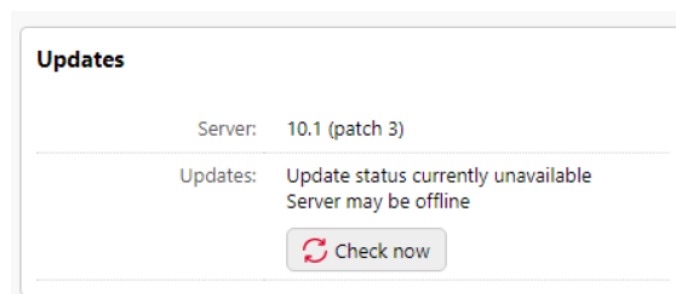 Updates
Server: 10.1 (patch 3)
Updates: Update status currently unavailable
Server may be offline
Check now